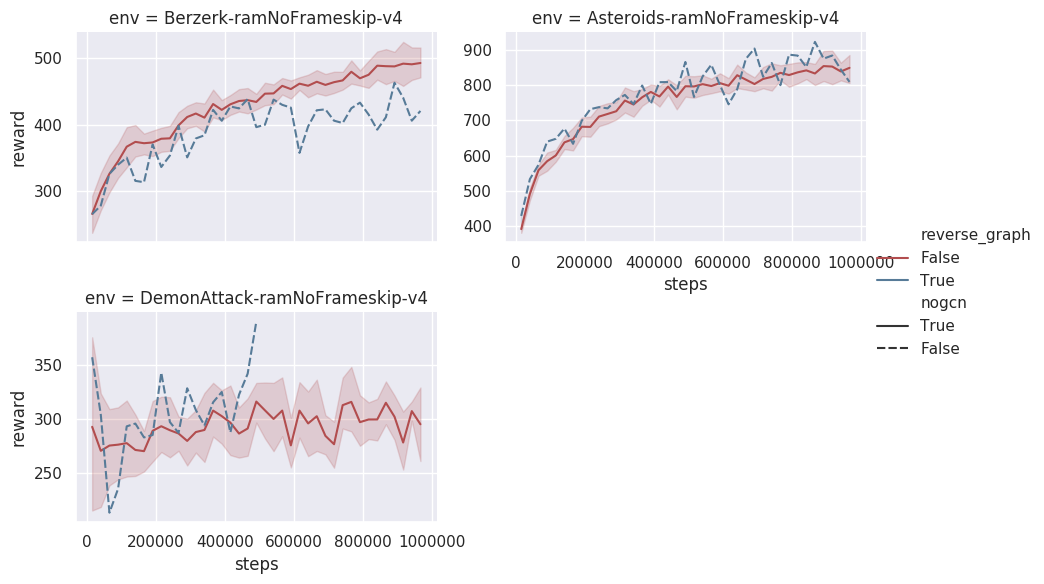 env = Berzerk-ramNoFrameskip-v4
500
400
300
reward
env = Asteroids-ramNoFrameskip-v4
900
800
700
600
500
400
0 200000 400000 600000 800000 1000000
steps
reverse_graph
False
True
nogcn
True
False
env = DemonAttack-ramNoFrameskip-v4
350
300
250
reward
0 200000 400000 600000 800000 1000000
steps